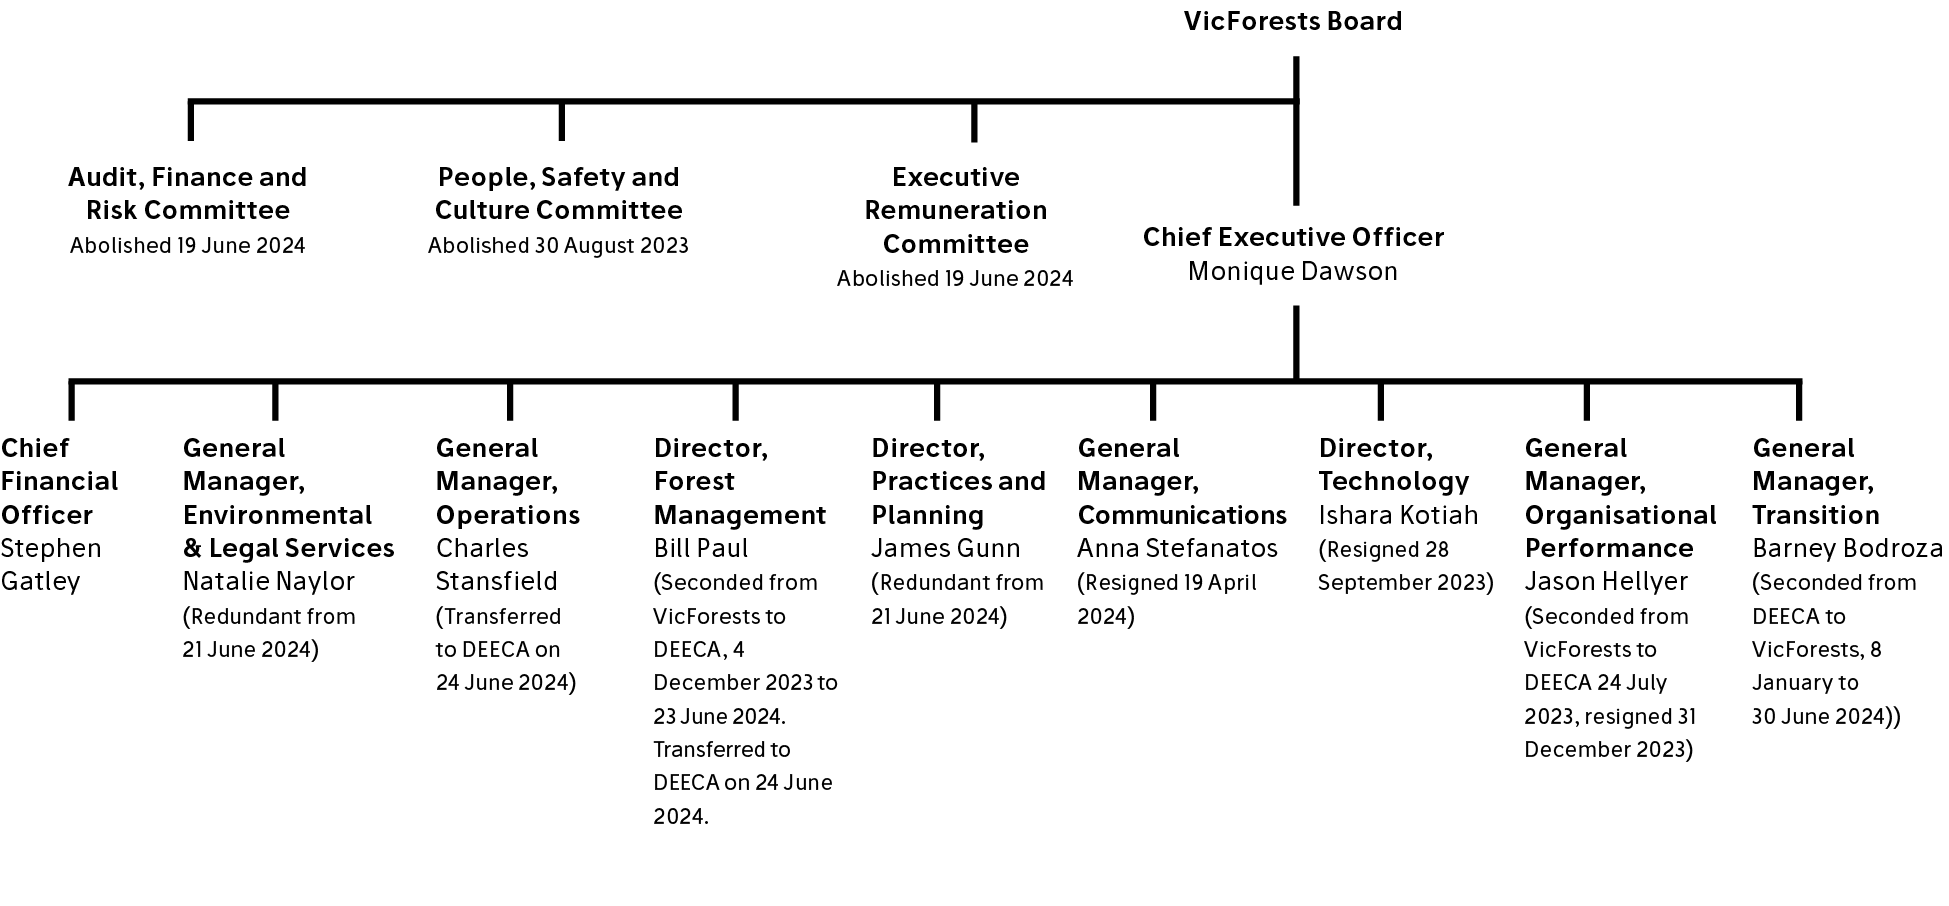 VicForests Board
Audit, Finance and
Risk Committee
Abolished 19 June 2024
People, Safety and
Culture Committee
Abolished 30 August 2023
Executive
Remuneration
Committee
Abolished 19 June 2024
Chief Executive Officer
Monique Dawson
Chief
Financial
Officer
Stephen
Gatley
General
Manager,
Environmental
& Legal Services
Natalie Naylor
(Redundant from
21 June 2024)
General
Manager,
Operations
Charles
Stansfield
(Transferred
to DEECA on
24 June 2024)
Director,
Forest
Management
Bill Paul
(Seconded from
VicForests to
DEECA, 4
December 2023 to
23 June 2024.
Transferred to
DEECA on 24 June
2024.
Director,
Practices and
Planning
James Gunn
(Redundant from
21 June 2024)
General
Manager,
Communications
Anna Stefanatos
(Resigned 19 April
2024)
Director,
Technology
Ishara Kotiah
(Resigned 28
September 2023)
General
Manager,
Organisational
Performance
Jason Hellyer
(Seconded from
VicForests to
DEECA 24 July
2023, resigned 31
December 2023)
General
Manager,
Transition
Barney Bodroza
(Seconded from
DEECA to
VicForests, 8
January to
30 June 2024))